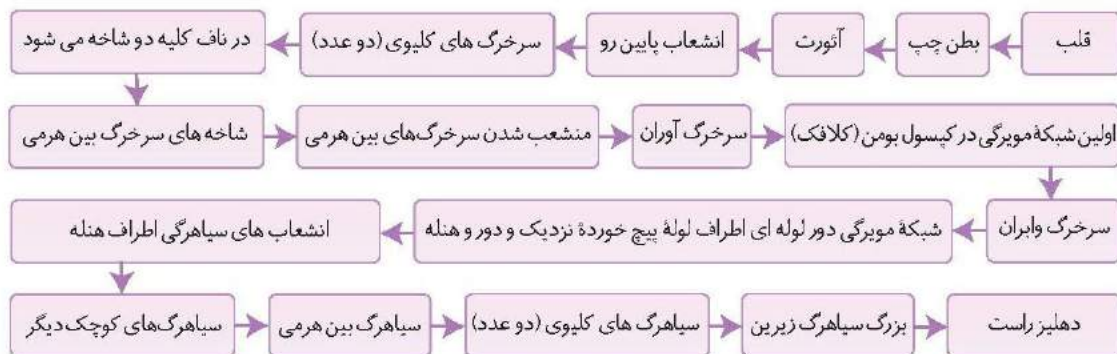 قلب
بطن چپ
آئورت
انشعاب پایین رو
سرخرگ های کلیوی (دو عدد)
در ناف کلیه دو شاخه می شود
شاخه های سرخرگ بین هرمی
منشعب شدن سرخرگ‌های بین هرمی
سرخرگ آوران
اولین شبکهٔ مویرگی در کپسول بومن (کلافک)
سرخرگ وابران
شبکهٔ مویرگی دور لوله ای اطراف لولهٔ پیچ خوردهٔ نزدیک و دور و هنله
انشعاب های سیاهرگی اطراف هنله
سیاهرگ‌های کوچک دیگر
سیاهرگ بین هرمی
سیاهرگ های کلیوی (دو عدد)
بزرگ سیاهرگ زیرین
دهلیز راست